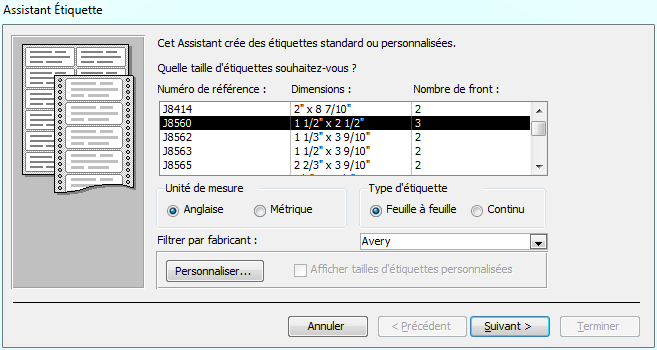 Assistant Étiquette
Cet Assistant crée des étiquettes standard ou personnalisées.
Quelle taille d'étiquettes souhaitez-vous ?
Numéro de référence : Dimensions : Nombre de front :
J8414 2" x 8 7/10" 2
J8560 1 1/2" x 2 1/2" 3
J8562 1 1/3" x 3 9/10" 2
J8563 1 1/2" x 3 9/10" 2
J8565 2 2/3" x 3 9/10" 2
Unité de mesure Type d'étiquette
Anglaise Métrique Feuille à feuille Continu
Filtrer par fabricant : Avery
Personnaliser... Afficher tailles d'étiquettes personnalisées
Annuler < Précédent Suivant > Terminer